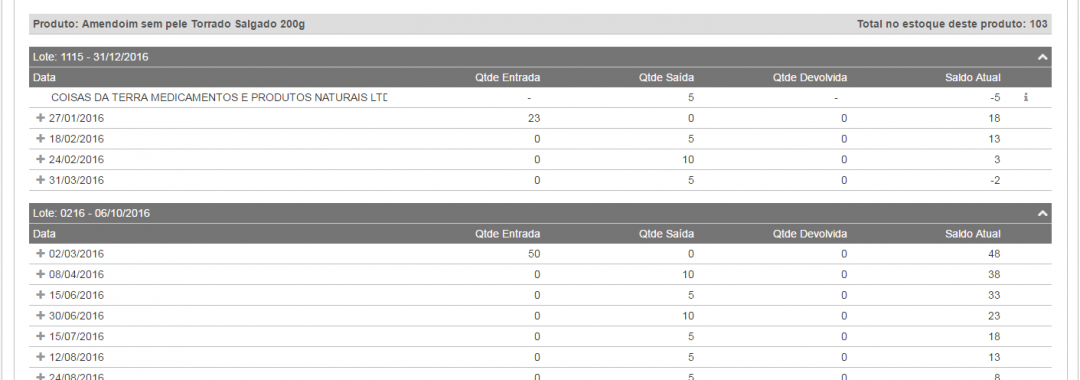 Produto: Amendoim sem pele Torrado Salgado 200g Total no estoque deste produto: 103
Lote: 1115 - 31/12/2016
Data Qtde Entrada Qtde Saída Qtde Devolvida Saldo Atual
COISAS DA TERRA MEDICAMENTOS E PRODUTOS NATURAIS LTD - 5 - -5 i
+ 27/01/2016 23 0 0 18
+ 18/02/2016 0 5 0 13
+ 24/02/2016 0 10 0 3
+ 31/03/2016 0 5 0 -2
Lote: 0216 - 06/10/2016
Data Qtde Entrada Qtde Saída Qtde Devolvida Saldo Atual
+ 02/03/2016 50 0 0 48
+ 08/04/2016 0 10 0 38
+ 15/06/2016 0 5 0 33
+ 30/06/2016 0 10 0 23
+ 15/07/2016 0 5 0 18
+ 12/08/2016 0 5 0 13
+ 24/08/2016 0 5 0 8